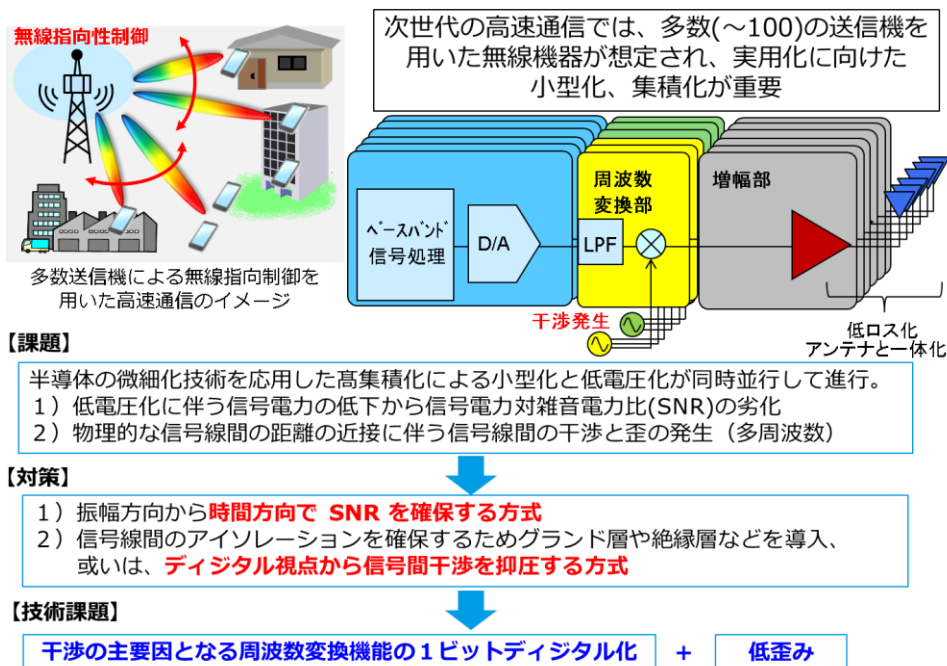 無線指向性制御
多数送信機による無線指向制御を
用いた高速通信のイメージ
次世代の高速通信では、多数(~100)の送信機を
用いた無線機器が想定され、実用化に向けた
小型化、集積化が重要
ベースバンド
信号処理
D/A
周波数
変換部
LPF
増幅部
干渉発生
低ロス化
アンテナと一体化
【課題】
半導体の微細化技術を応用した髙集積化による小型化と低電圧化が同時並行して進行。
1)低電圧化に伴う信号電力の低下から信号電力対雑音電力比(SNR)の劣化
2)物理的な信号線間の距離の近接に伴う信号線間の干渉と歪の発生(多周波数)
【対策】
1)振幅方向から時間方向で SNR を確保する方式
2)信号線間のアイソレーションを確保するためグランド層や絶縁層などを導入、
或いは、ディジタル視点から信号間干渉を抑圧する方式
【技術課題】
干渉の主要因となる周波数変換機能の1ビットディジタル化 + 低歪み